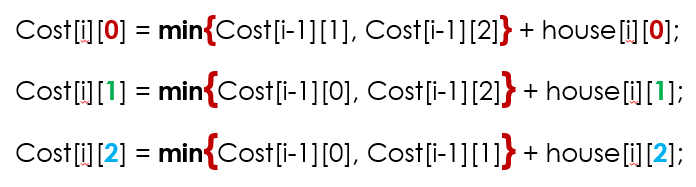 Cost[i][0] = min{Cost[i-1][1], Cost[i-1][2]} + house[i][0];
Cost[i][1] = min{Cost[i-1][0], Cost[i-1][2]} + house[i][1];
Cost[i][2] = min{Cost[i-1][0], Cost[i-1][1]} + house[i][2];